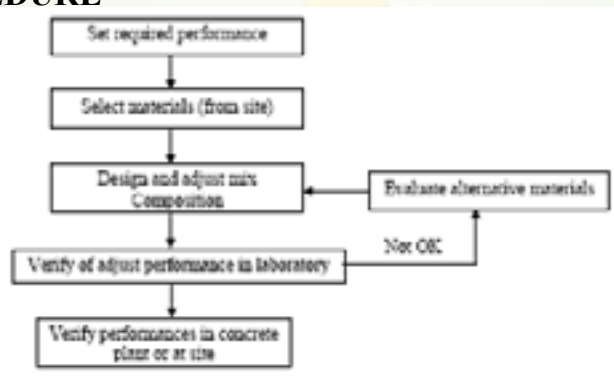 Set required performance
Select materials (from site)
Design and adjust mix
Composition
Evaluate alternative materials
Not OK
Verify of adjust performance in laboratory
Verify performances in concrete
plant or at site